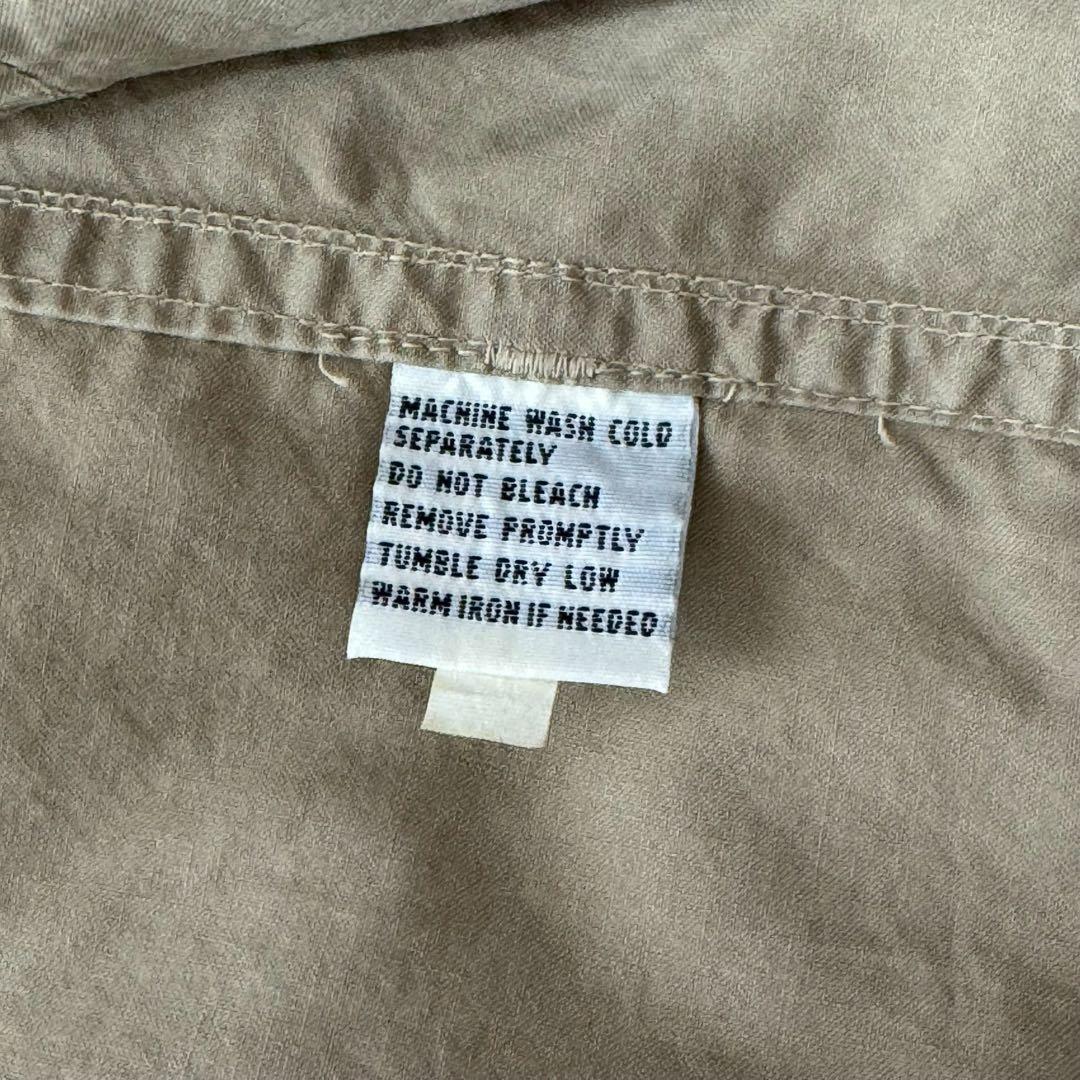 MACHINE WASH COLD
SEPARATELY
DO NOT BLEACH
REMOVE PROMPTLY
TUMBLE DRY LOW
WARM IRON IF NEEDED